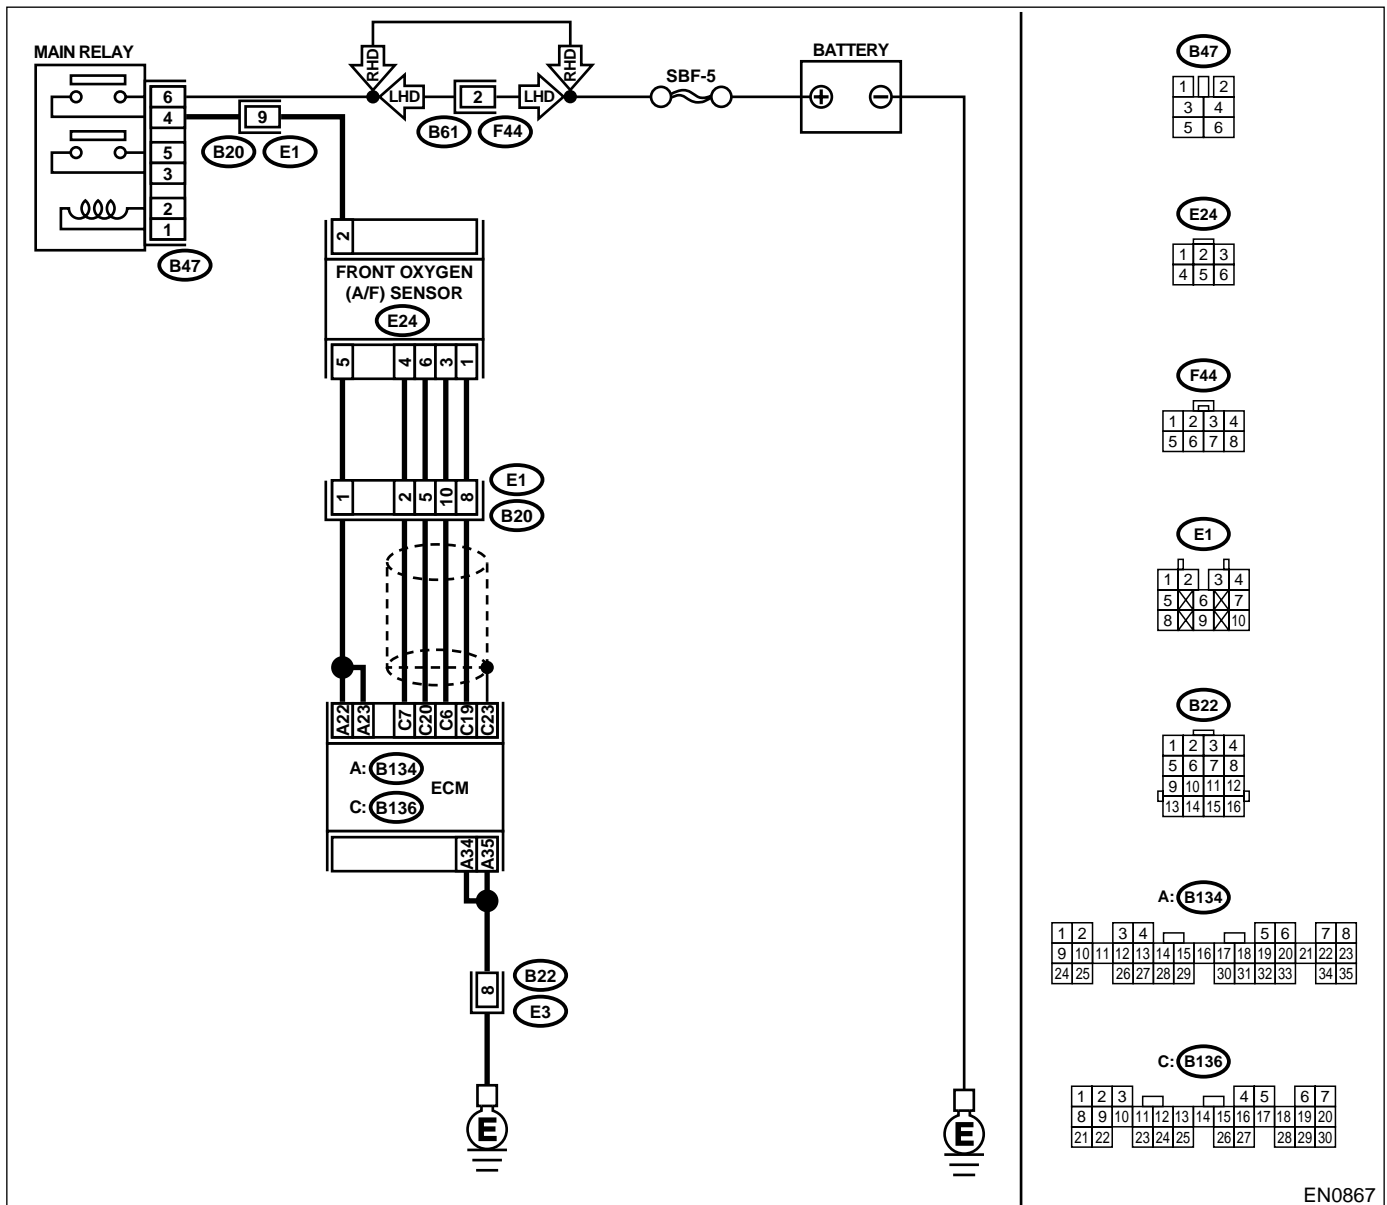 MAIN RELAY
6
4
5
3
2
1
B47
9
B20 E1
RHD
LHD
2
LHD
RHD
B61 F44
SBF-5
BATTERY
+ -
2
FRONT OXYGEN
(A/F) SENSOR
E24
5 4 6 3 1
E1
1 2 5 10 8
B20
A22 A23 C7 C20 C6 C19 C23
A: B134
ECM
C: B136
A34 A35
B22
8
E3
E
E
B47
1 2
3 4
5 6
E24
1 2 3
4 5 6
F44
1 2 3 4
5 6 7 8
E1
1 2 3 4
5 6 7
8 9 10
B22
1 2 3 4
5 6 7 8
9 10 11 12
13 14 15 16
A: B134
1 2 3 4 5 6 7 8
9 10 11 12 13 14 15 16 17 18 19 20 21 22 23
24 25 26 27 28 29 30 31 32 33 34 35
C: B136
1 2 3 4 5 6 7
8 9 10 11 12 13 14 15 16 17 18 19 20
21 22 23 24 25 26 27 28 29 30
EN0867